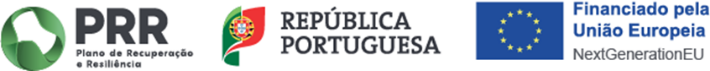 PRR
Plano de Recuperação
e Resiliência
REPÚBLICA
PORTUGUESA
Financiado pela
União Europeia
NextGenerationEU